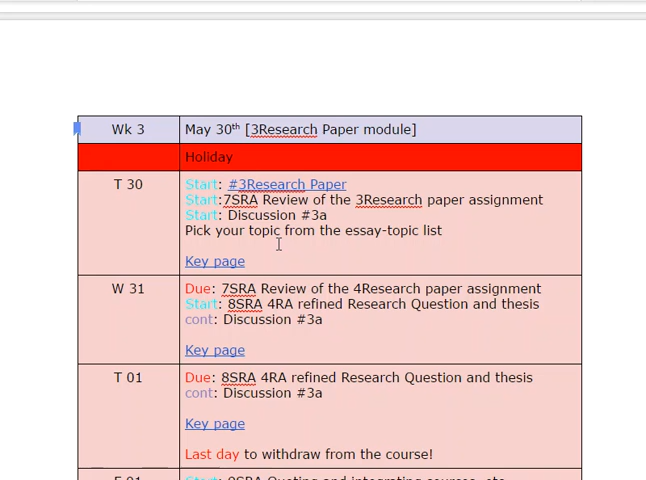 Wk 3
May 30th [3Research Paper module]
Holiday
T 30
Start: #3Research Paper
Start:7SRA Review of the 3Research paper assignment
Start: Discussion #3a
Pick your topic from the essay-topic list
Key page
W 31
Due: 7SRA Review of the 4Research paper assignment
Start: 8SRA 4RA refined Research Question and thesis
cont: Discussion #3a
Key page
T 01
Due: 8SRA 4RA refined Research Question and thesis
cont: Discussion #3a
Key page
Last day to withdraw from the course!